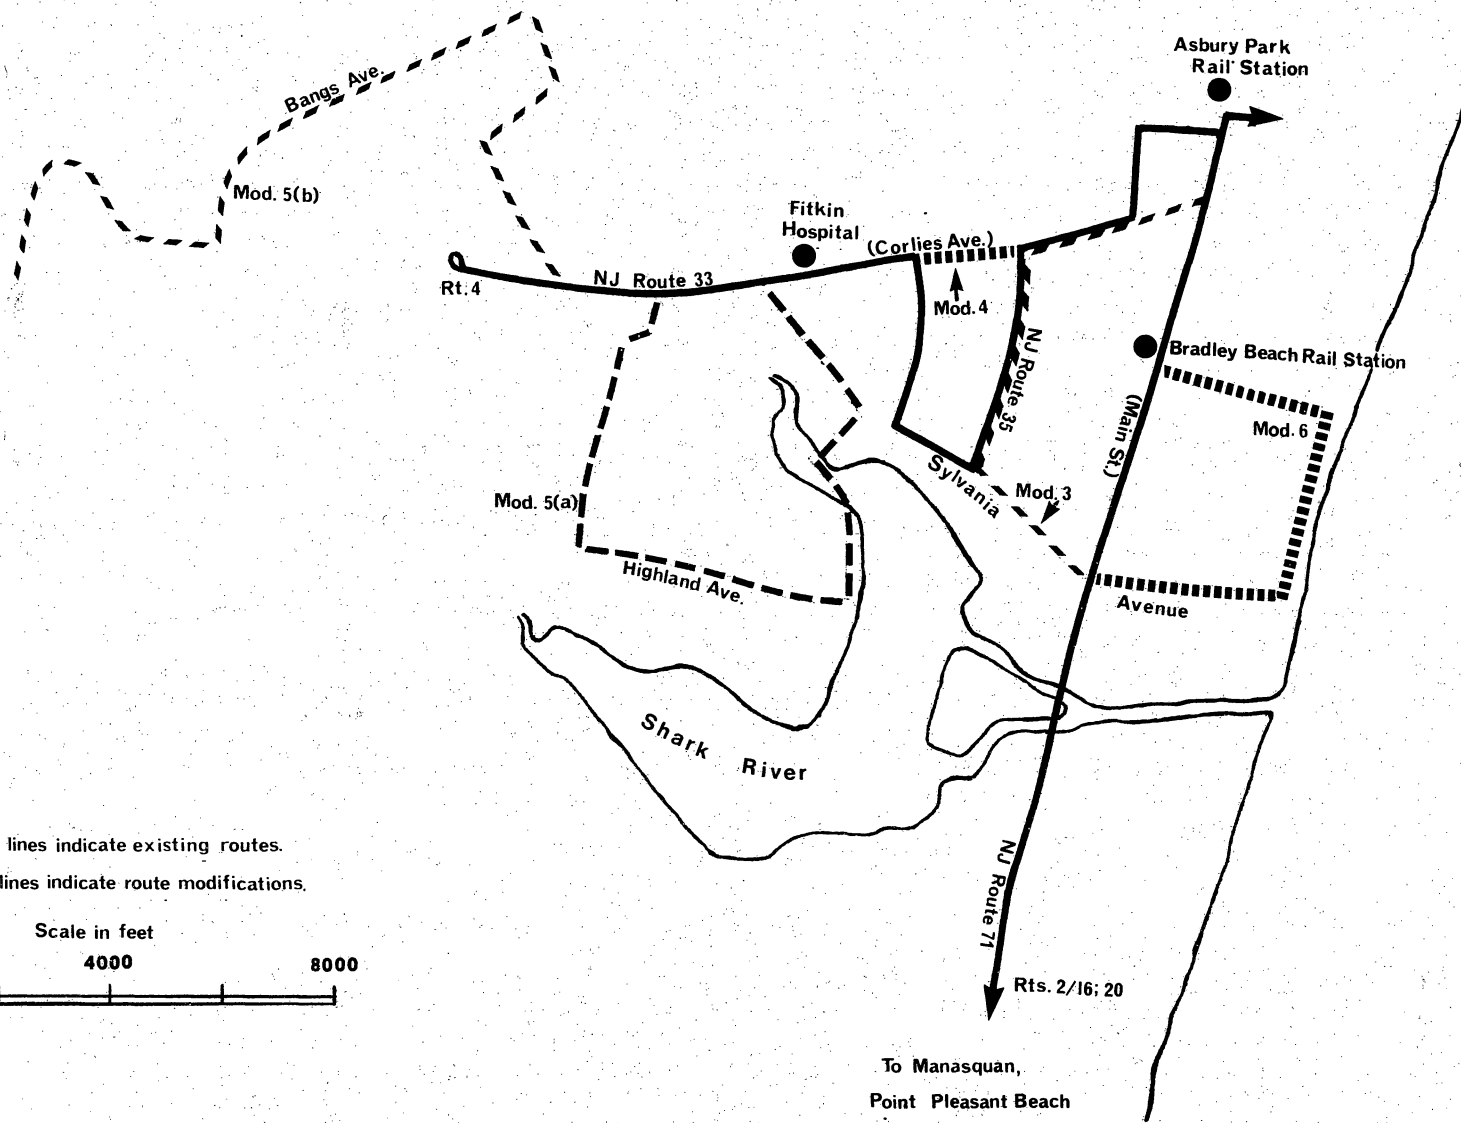 Asbury Park
Rail Station
Bangs Ave.
Mod. 5(b)
Fitkin
Hospital
(Corlies Ave.)
NJ Route 33
Rt. 4
Mod. 4
NJ Route 35
Bradley Beach Rail Station
(Main St.)
Mod. 6
Sylvania
Mod. 3
Mod. 5(a)
Highland Ave.
Avenue
Shark River
lines indicate existing routes.
lines indicate route modifications.
Scale in feet
4000 8000
NJ Route 71
Rts. 2/16; 20
To Manasquan,
Point Pleasant Beach